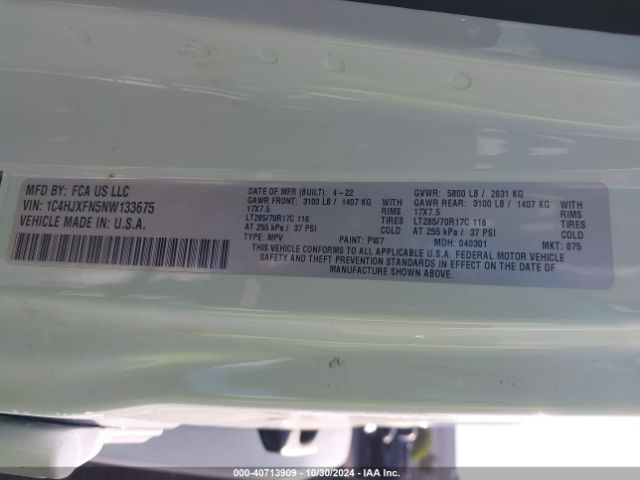 MFD BY: FCA US LLC
VIN: 1C4HJXFN5NW133675
VEHICLE MADE IN U.S.A.
DATE OF MFR (BUILT): 4-22
GAWR FRONT: 3100 LB / 1407 KG
17X7.5 RIMS
LT285/70R17C 116 TIRES
AT 255 kPa / 37 PSI COLD
TYPE: MPV PAINT: PW7
GVWR: 5800 LB / 2631 KG
GAWR REAR: 3100 LB / 1407 KG
17X7.5 RIMS
LT285/70R17C 116 TIRES
AT 255 kPa / 37 PSI COLD
MDH: 040301 MKT: 875
THIS VEHICLE CONFORMS TO ALL APPLICABLE U.S.A. FEDERAL MOTOR VEHICLE
SAFETY AND THEFT PREVENTION STANDARDS IN EFFECT ON THE DATE OF
MANUFACTURE SHOWN ABOVE.
000-40713909 - 10/30/2024 - IAA Inc.